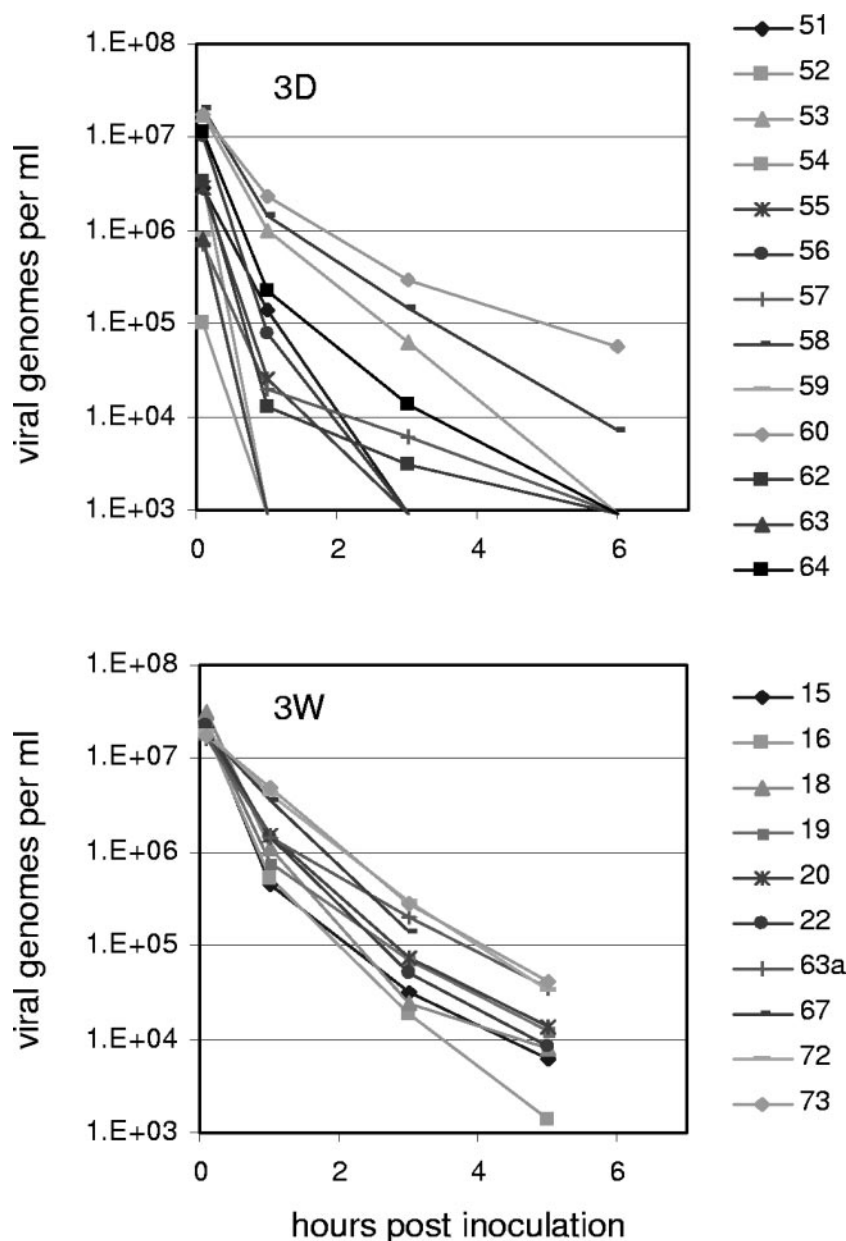 viral genomes per ml
1.E+08
1.E+07
1.E+06
1.E+05
1.E+04
1.E+03
0
2
4
6
3D
51
52
53
54
55
56
57
58
59
60
62
63
64
viral genomes per ml
1.E+08
1.E+07
1.E+06
1.E+05
1.E+04
1.E+03
0
2
4
6
3W
15
16
18
19
20
22
63a
67
72
73
hours post inoculation